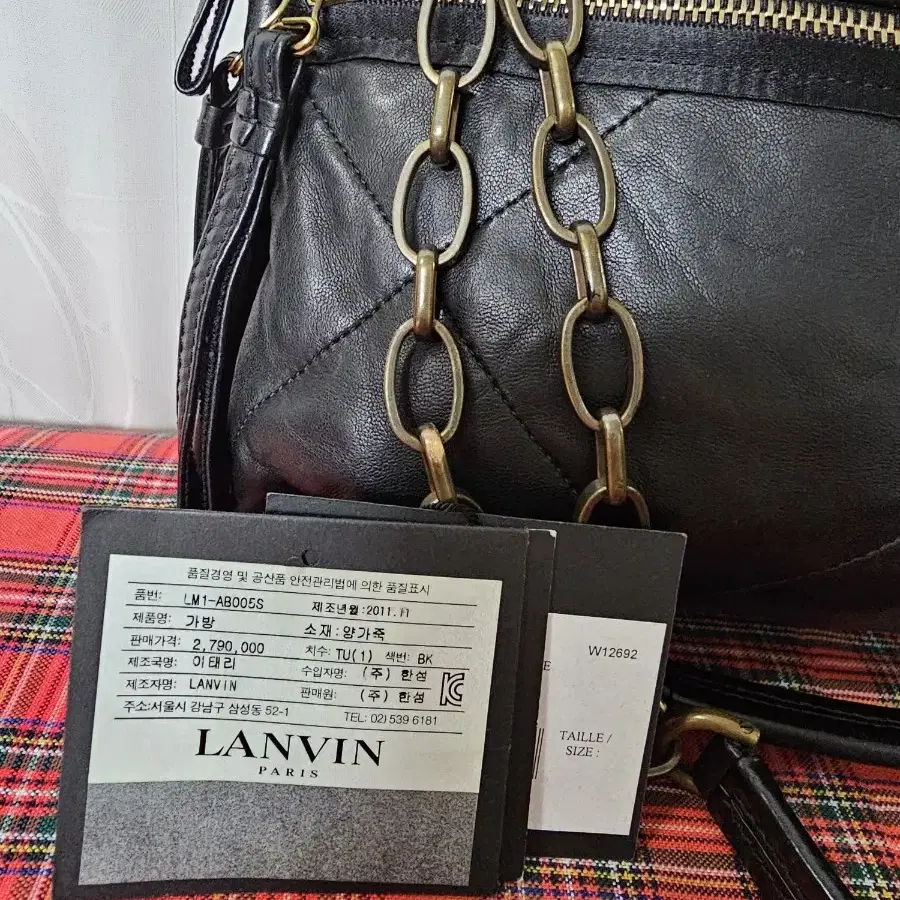 품질경영 및 공산품 안전관리법에 의한 품질표시
품번: LM1-AB005S 제조년월:2011.11
제품명: 가방 소재:양가죽
판매가격: 2,790,000 치수: TU(1) 색번: BK
제조국명: 이태리 수입자명: (주) 한섬
제조자명: LANVIN 판매원: (주) 한섬
주소:서울시 강남구 삼성동 52-1 TEL: 02) 539 6181
LANVIN
PARIS
W12692
E
TAILLE /
SIZE :